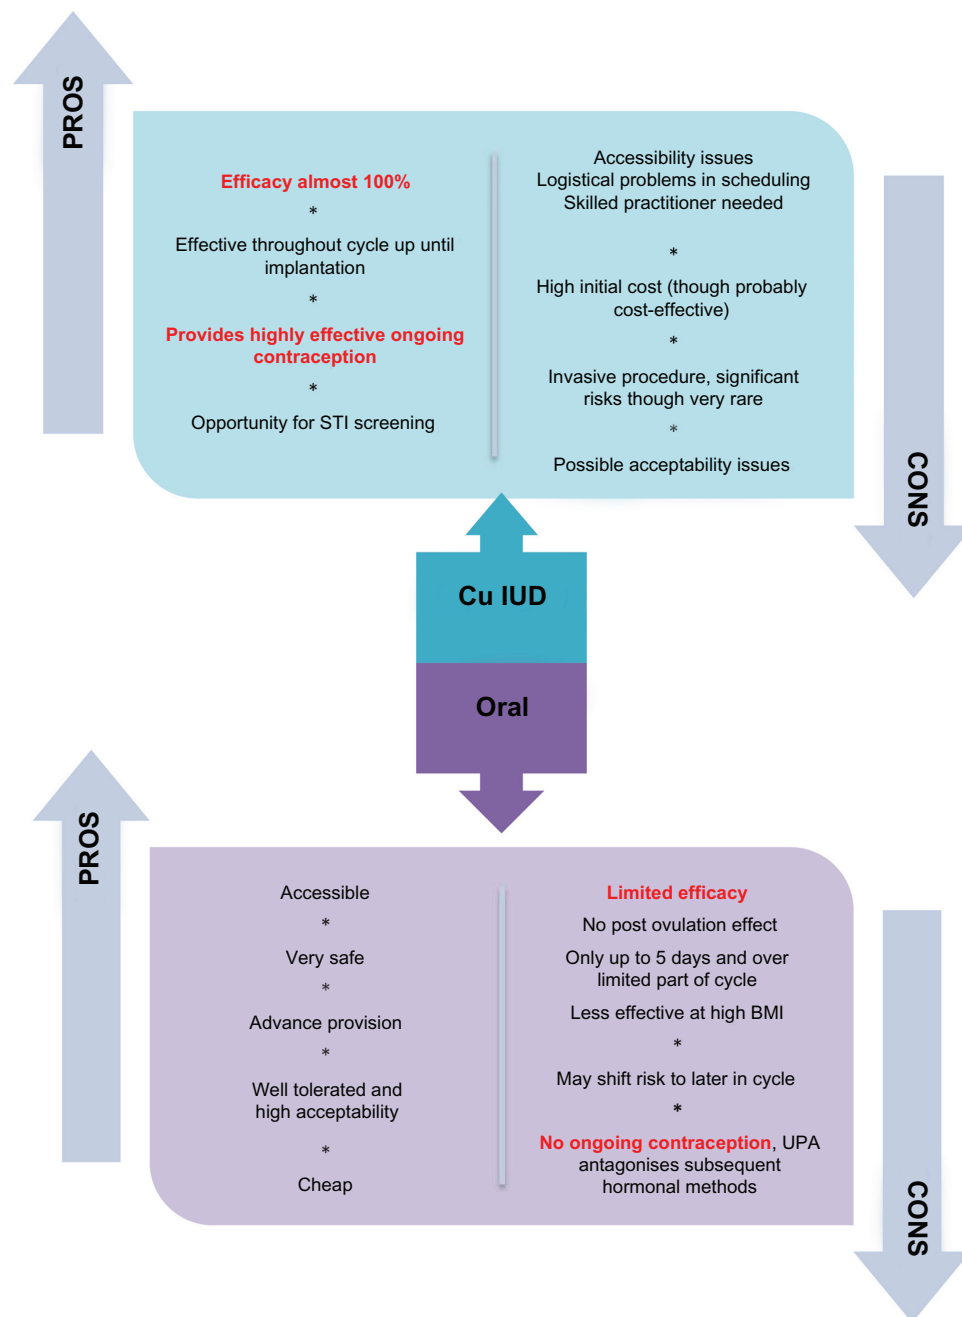 PROS
Efficacy almost 100%
*
Effective throughout cycle up until
implantation
*
Provides highly effective ongoing
contraception
*
Opportunity for STI screening
Accessibility issues
Logistical problems in scheduling
Skilled practitioner needed
*
High initial cost (though probably
cost-effective)
*
Invasive procedure, significant
risks though very rare
*
Possible acceptability issues
CONS
Cu IUD
Oral
PROS
Accessible
*
Very safe
*
Advance provision
*
Well tolerated and
high acceptability
*
Cheap
Limited efficacy
No post ovulation effect
Only up to 5 days and over
limited part of cycle
Less effective at high BMI
*
May shift risk to later in cycle
*
No ongoing contraception, UPA
antagonises subsequent
hormonal methods
CONS